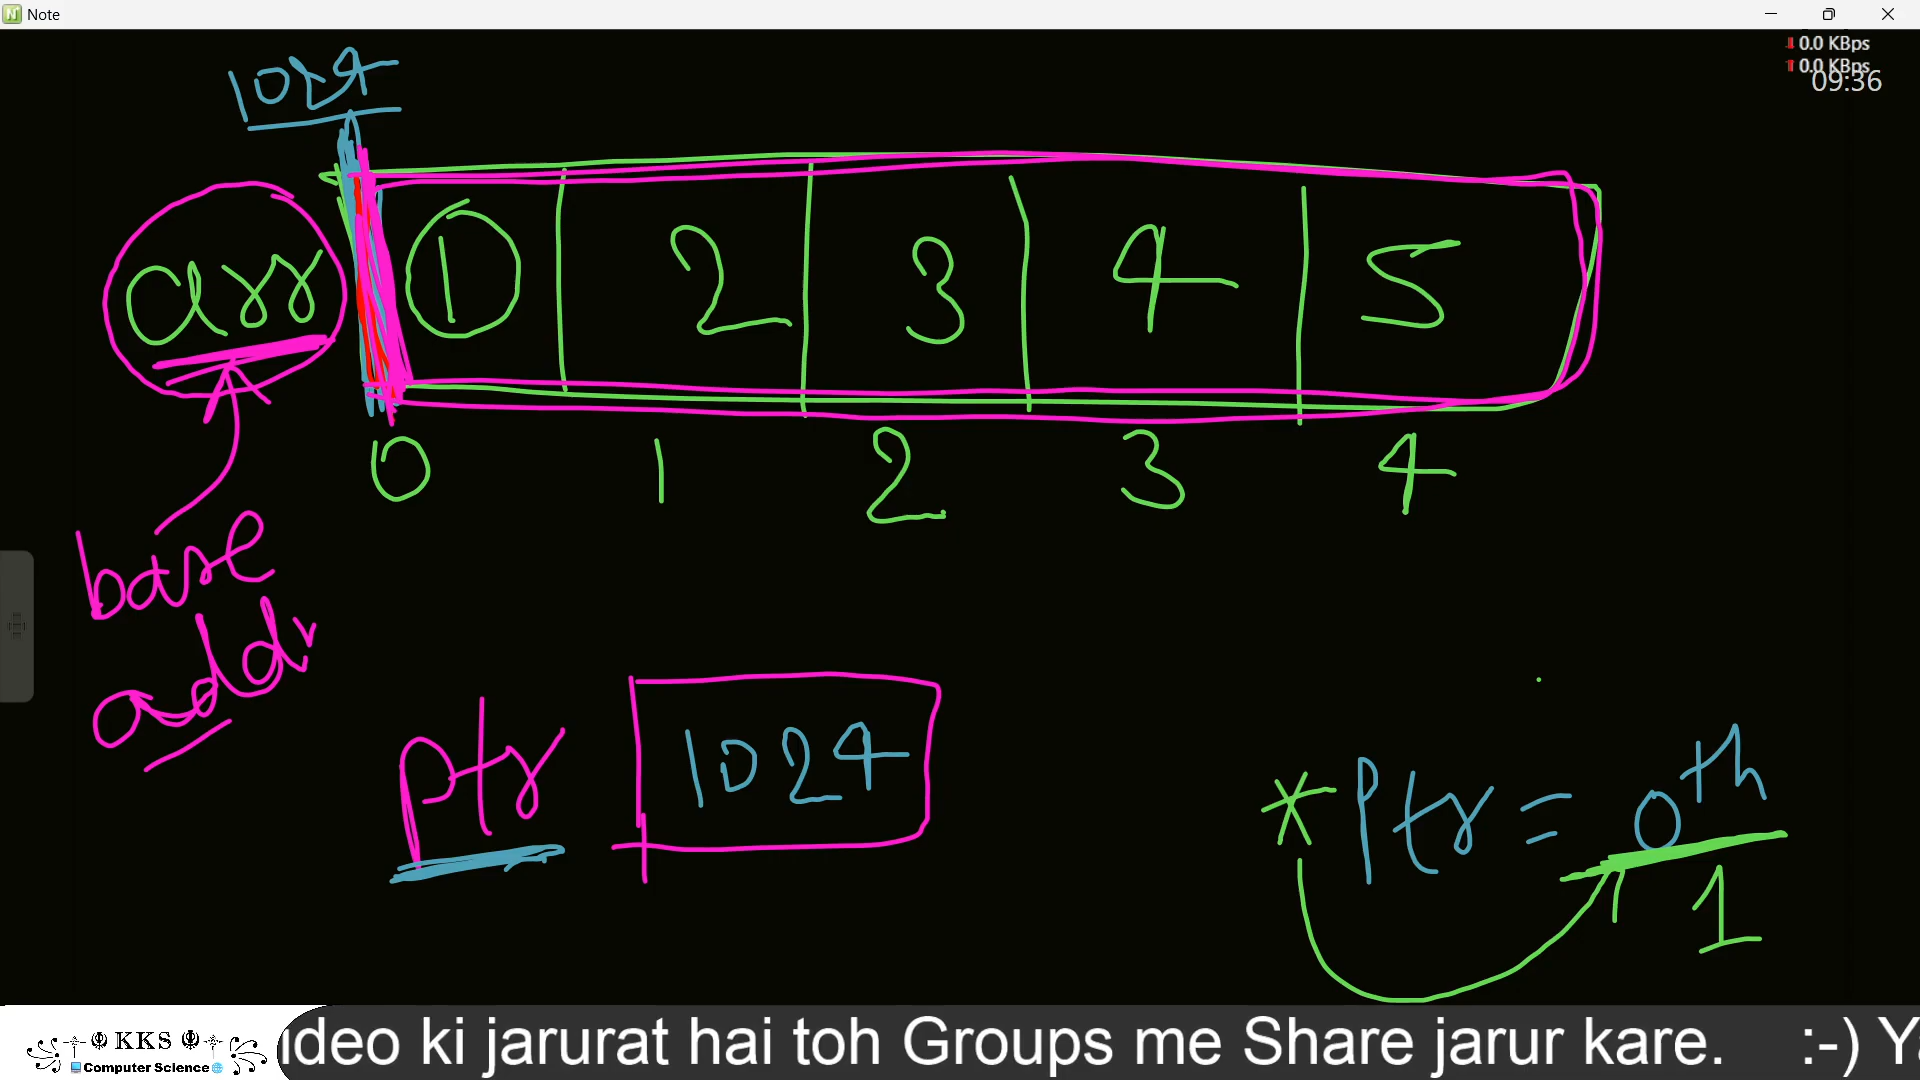 Note
0.0 KBps
0.0 KBps
09:36
1024
arr
1 2 3 4 5
0 1 2 3 4
base
addr
ptr 1024
*Ptr = 0th
1
KKS
Computer Science
ideo ki jarurat hai toh Groups me Share jarur kare. :-)